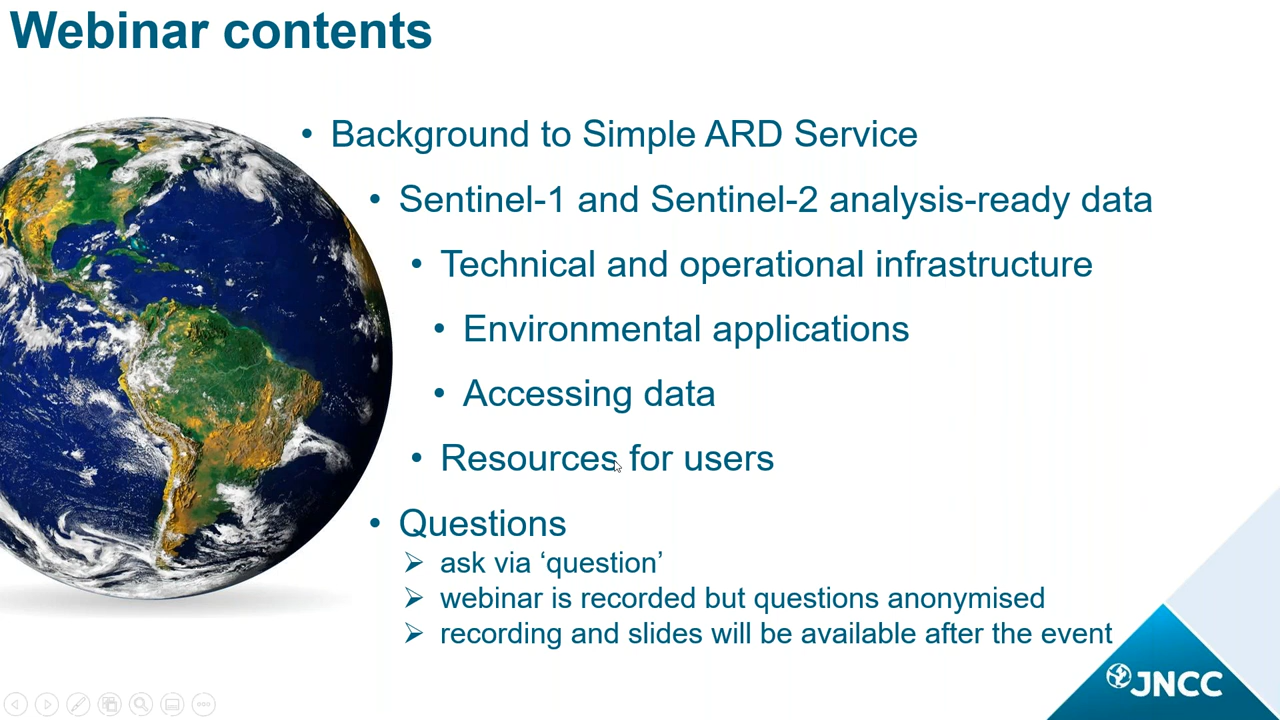 Webinar contents
• Background to Simple ARD Service
• Sentinel-1 and Sentinel-2 analysis-ready data
• Technical and operational infrastructure
• Environmental applications
• Accessing data
• Resources for users
• Questions
➢ ask via ‘question’
➢ webinar is recorded but questions anonymised
➢ recording and slides will be available after the event
JNCC